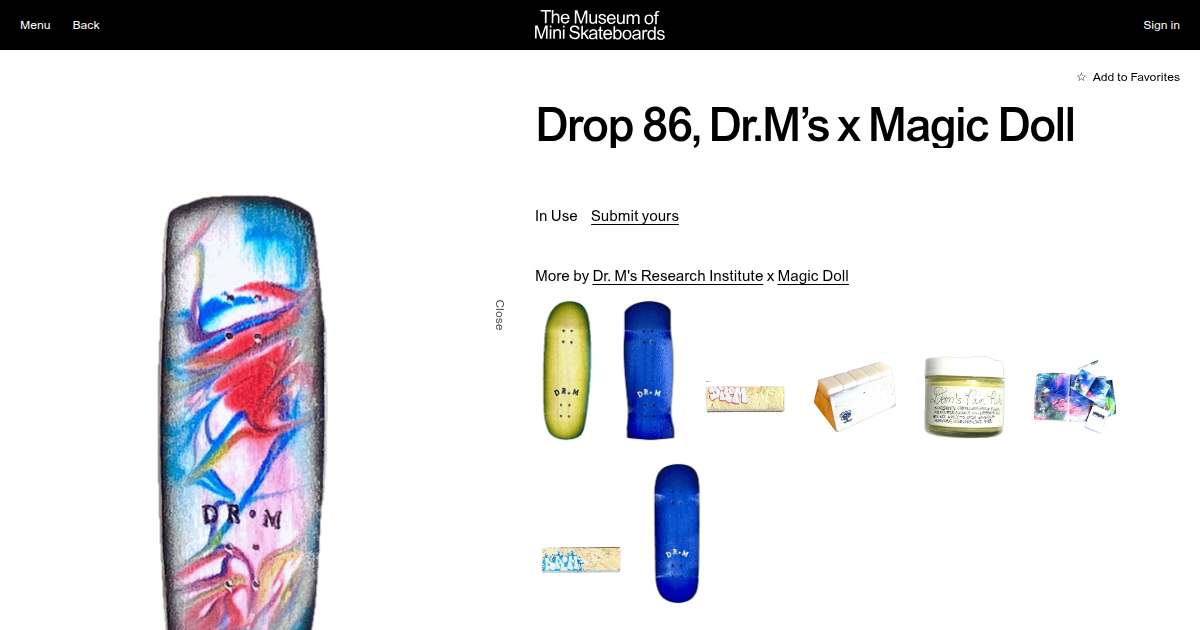 Menu
Back
The Museum of
Mini Skateboards
Sign in
☆ Add to Favorites
Drop 86, Dr.M’s x Magic Doll
In Use Submit yours
More by Dr. M's Research Institute x Magic Doll
Close
DR•M
DR•M
DR•M
DR•M